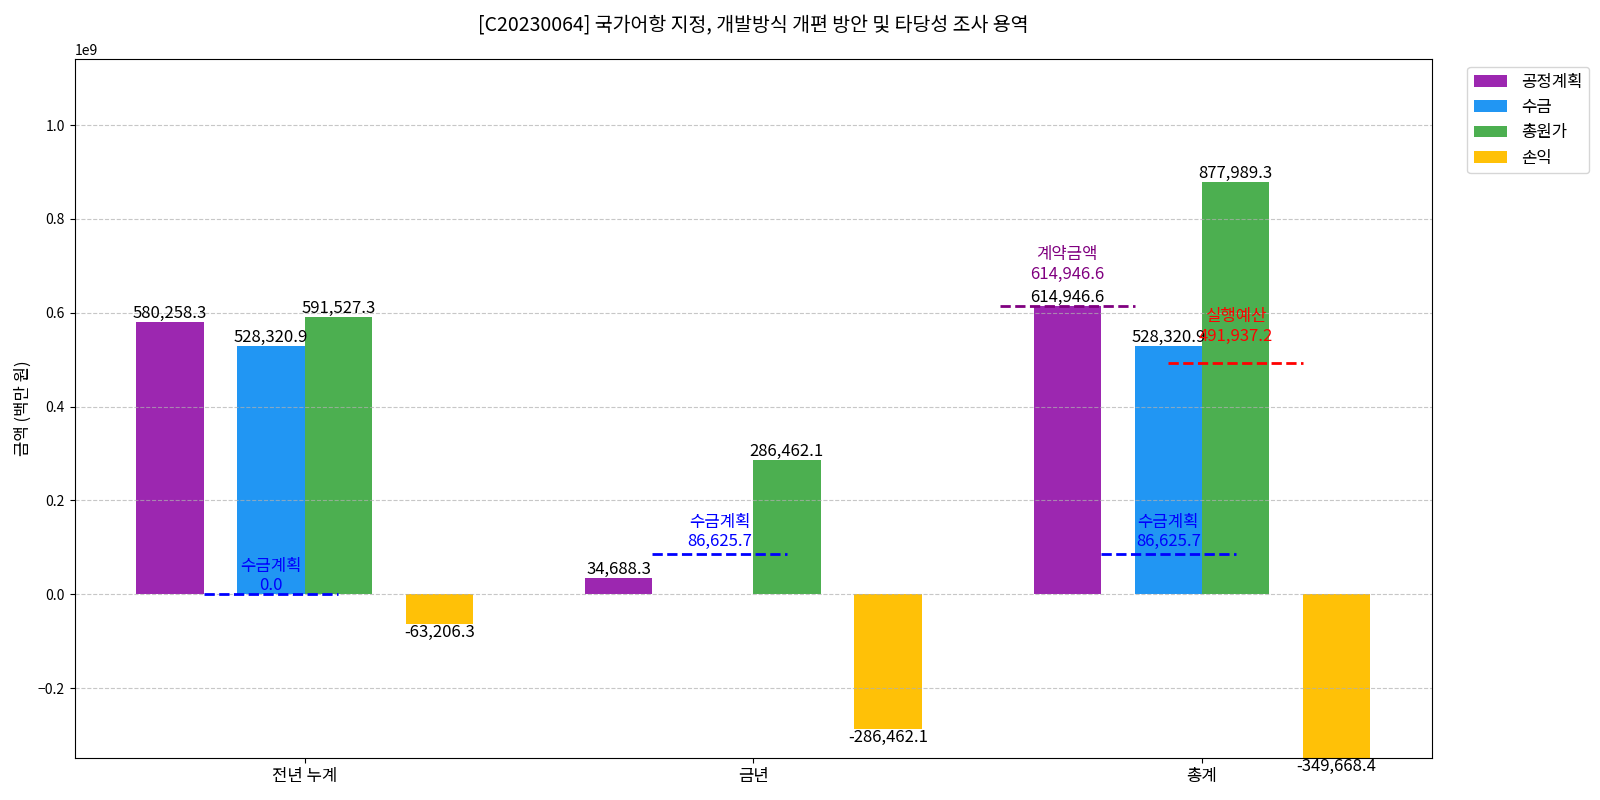 [C20230064] 국가어항 지정, 개발방식 개편 방안 및 타당성 조사 용역
1e9
공정계획
수금
총원가
손익
금액 (백만 원)
1.0
0.8
0.6
0.4
0.2
0.0
−0.2
580,258.3
528,320.9
591,527.3
수금계획
0.0
-63,206.3
34,688.3
수금계획
86,625.7
286,462.1
-286,462.1
계약금액
614,946.6
614,946.6
528,320.9
877,989.3
실행예산
491,937.2
수금계획
86,625.7
-349,668.4
전년 누계
금년
총계